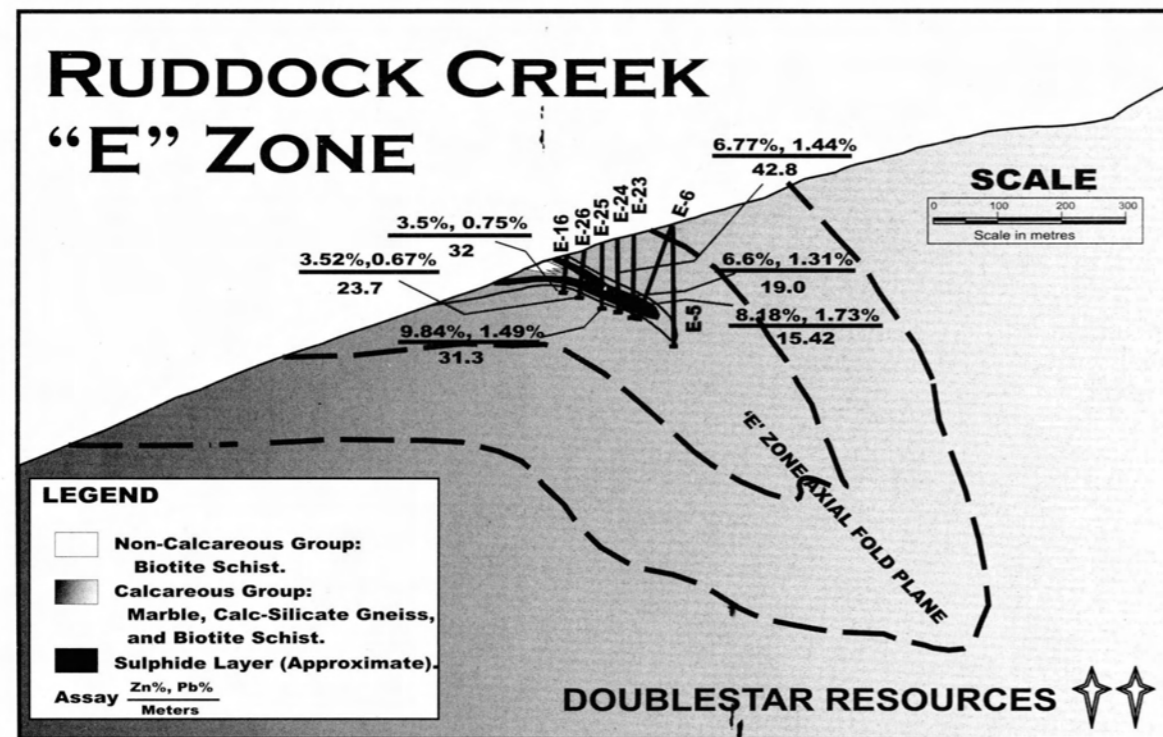 RUDDOCK CREEK
“E” ZONE
6.77%, 1.44%
42.8
SCALE
0 100 200 300
Scale in metres
3.5%, 0.75%
32
E-16
E-26
E-25
E-24
E-23
E-6
3.52%,0.67%
23.7
6.6%, 1.31%
19.0
9.84%, 1.49%
31.3
E-5
8.18%, 1.73%
15.42
'E' ZONE AXIAL FOLD PLANE
LEGEND
Non-Calcareous Group:
Biotite Schist.
Calcareous Group:
Marble, Calc-Silicate Gneiss,
and Biotite Schist.
Sulphide Layer (Approximate).
Assay Zn%, Pb%
Meters
DOUBLESTAR RESOURCES